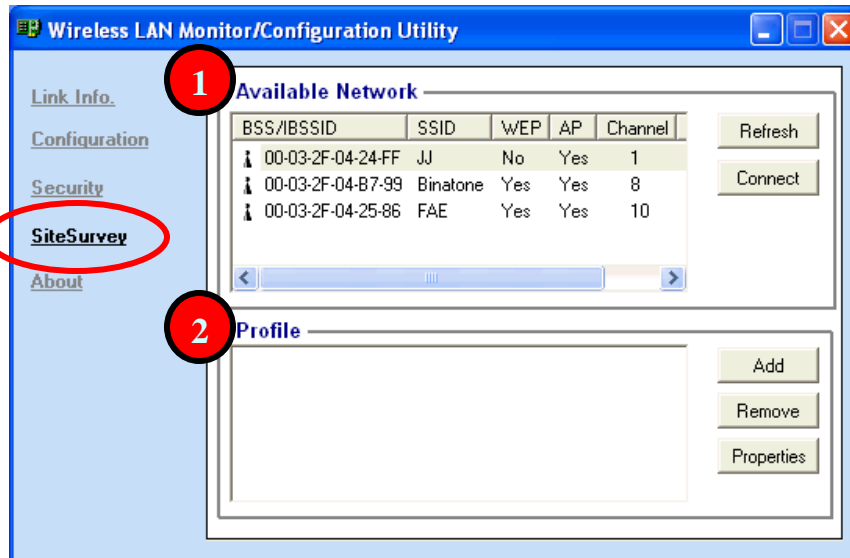 Wireless LAN Monitor/Configuration Utility
Link Info.
Configuration
Security
SiteSurvey
About
1
Available Network
BSS/IBSSID SSID WEP AP Channel
00-03-2F-04-24-FF JJ No Yes 1
00-03-2F-04-B7-99 Binatone Yes Yes 8
00-03-2F-04-25-86 FAE Yes Yes 10
Refresh
Connect
2
Profile
Add
Remove
Properties